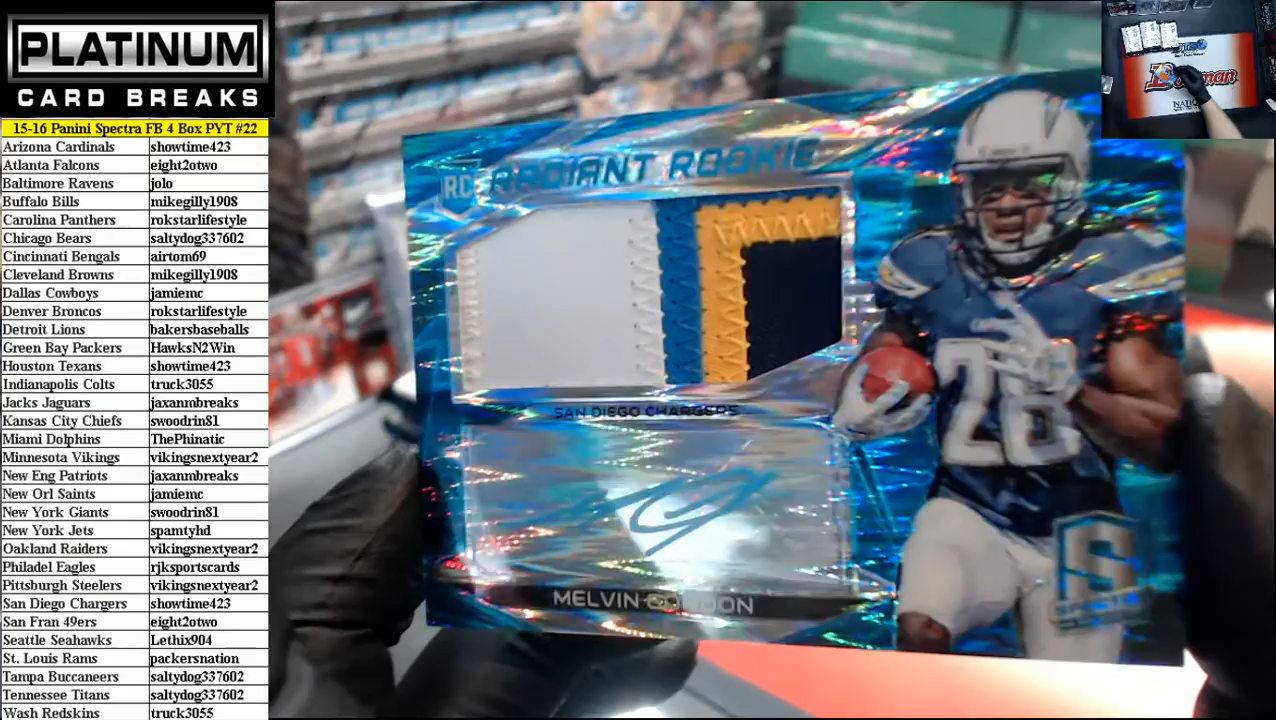 PLATINUM
CARD BREAKS
15-16 Panini Spectra FB 4 Box PYT #22
Arizona Cardinals showtime423
Atlanta Falcons eight2otwo
Baltimore Ravens jolo
Buffalo Bills mikegilly1908
Carolina Panthers rokstarlifestyle
Chicago Bears saltydog337602
Cincinnati Bengals airtom69
Cleveland Browns mikegilly1908
Dallas Cowboys jamiemc
Denver Broncos rokstarlifestyle
Detroit Lions bakersbaseballs
Green Bay Packers HawksN2Win
Houston Texans showtime423
Indianapolis Colts truck3055
Jacks Jaguars jaxanmbreaks
Kansas City Chiefs swoodrin81
Miami Dolphins ThePhinatic
Minnesota Vikings vikingsnextyear2
New Eng Patriots jaxanmbreaks
New Orl Saints jamiemc
New York Giants swoodrin81
New York Jets spamtyhd
Oakland Raiders vikingsnextyear2
Philadel Eagles rjksportscards
Pittsburgh Steelers vikingsnextyear2
San Diego Chargers showtime423
San Fran 49ers eight2otwo
Seattle Seahawks Lethix904
St. Louis Rams packersnation
Tampa Buccaneers saltydog337602
Tennessee Titans saltydog337602
Wash Redskins truck3055
RC RADIANT ROOKIE
SAN DIEGO CHARGERS
MELVIN GORDON
28
S
SPECTRA
Bowman